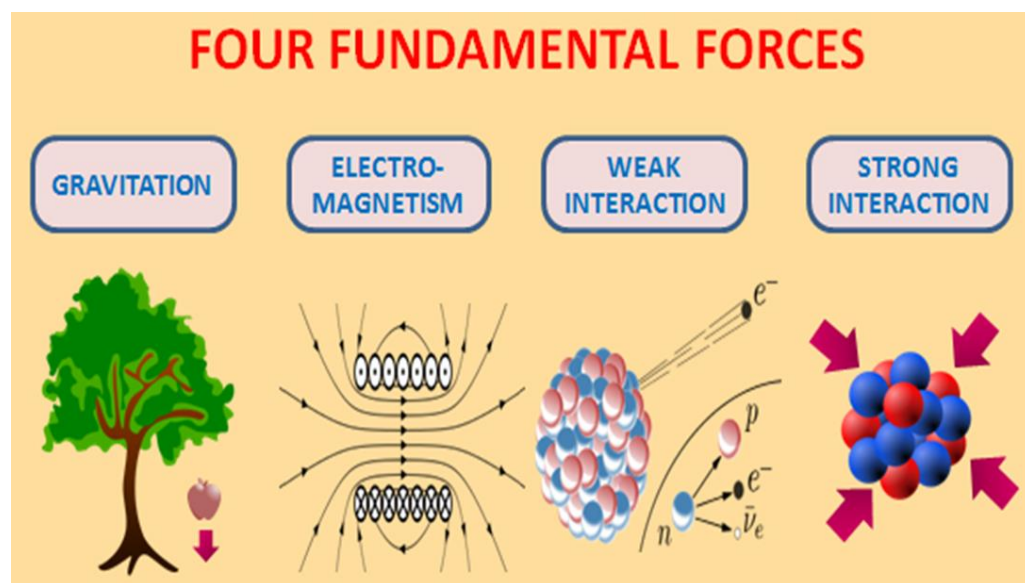 FOUR FUNDAMENTAL FORCES
GRAVITATION
ELECTRO-
MAGNETISM
WEAK
INTERACTION
STRONG
INTERACTION
e⁻
p
e⁻
n
ν̄ₑ